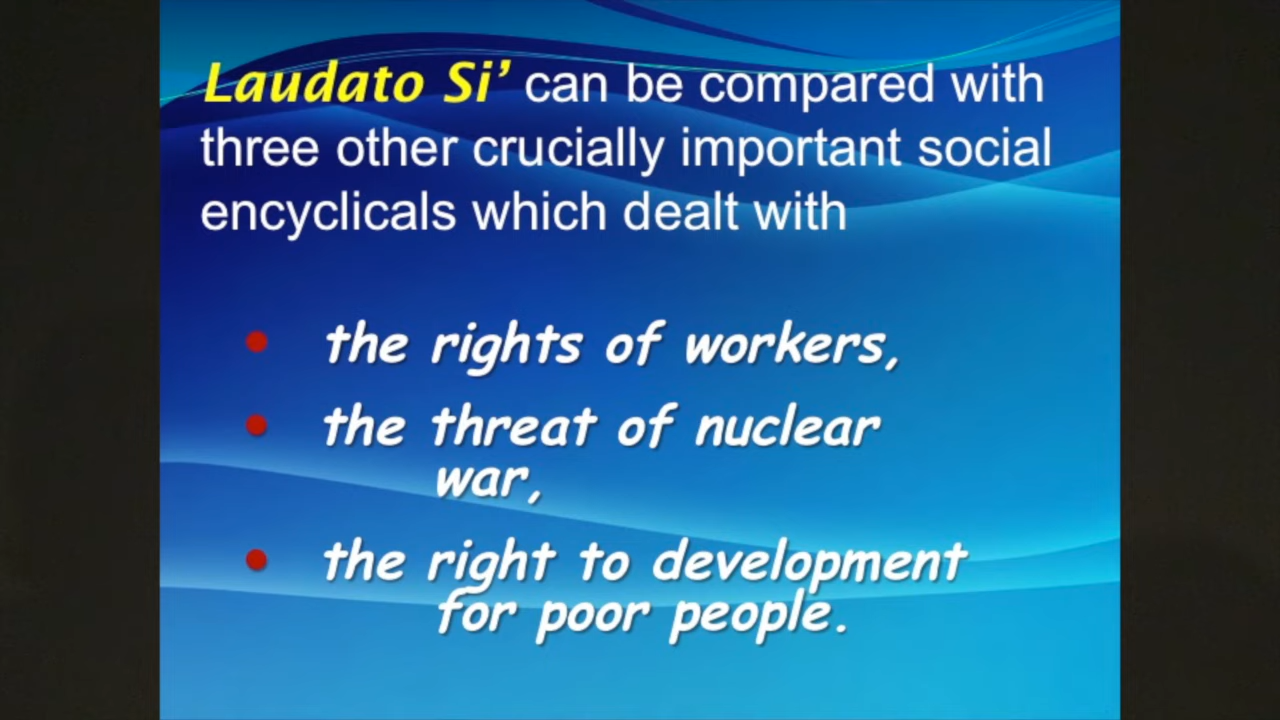 Laudato Si’ can be compared with
three other crucially important social
encyclicals which dealt with
the rights of workers,
the threat of nuclear
war,
the right to development
for poor people.